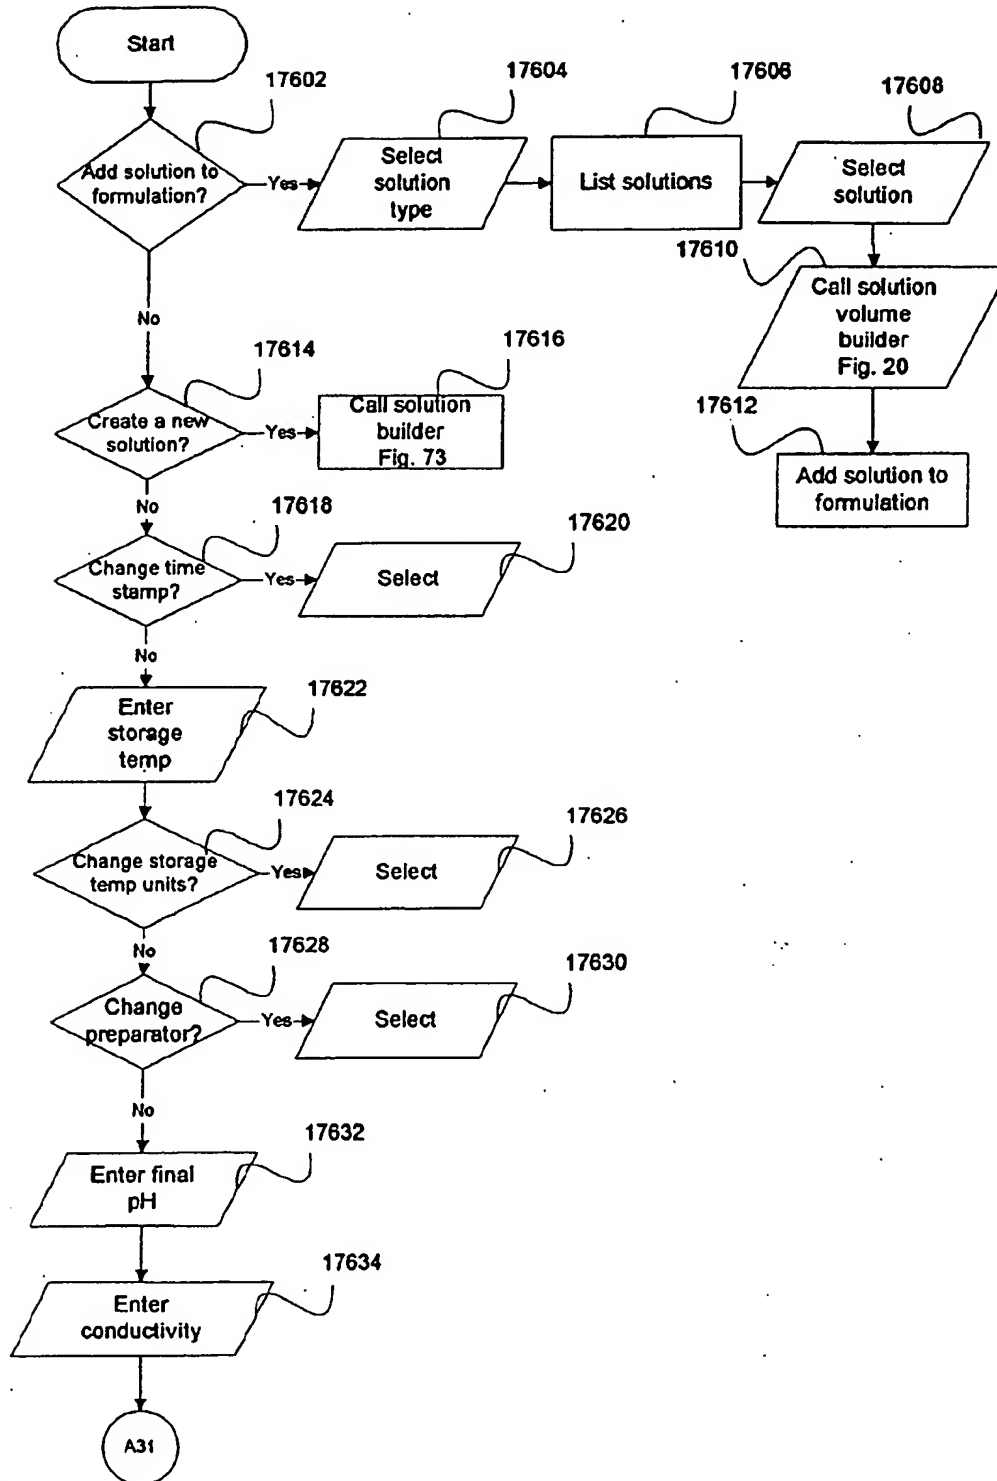 Start
17602
17604
17606
17608
Add solution to
formulation?
Yes
Select
solution
type
List solutions
Select
solution
17610
Call solution
volume
builder
Fig. 20
No
17614
17616
17612
Create a new
solution?
Yes
Call solution
builder
Fig. 73
Add solution to
formulation
No
17618
17620
Change time
stamp?
Yes
Select
No
17622
Enter
storage
temp
17624
17626
Change storage
temp units?
Yes
Select
No
17628
17630
Change
preparator?
Yes
Select
No
17632
Enter final
pH
17634
Enter
conductivity
A31